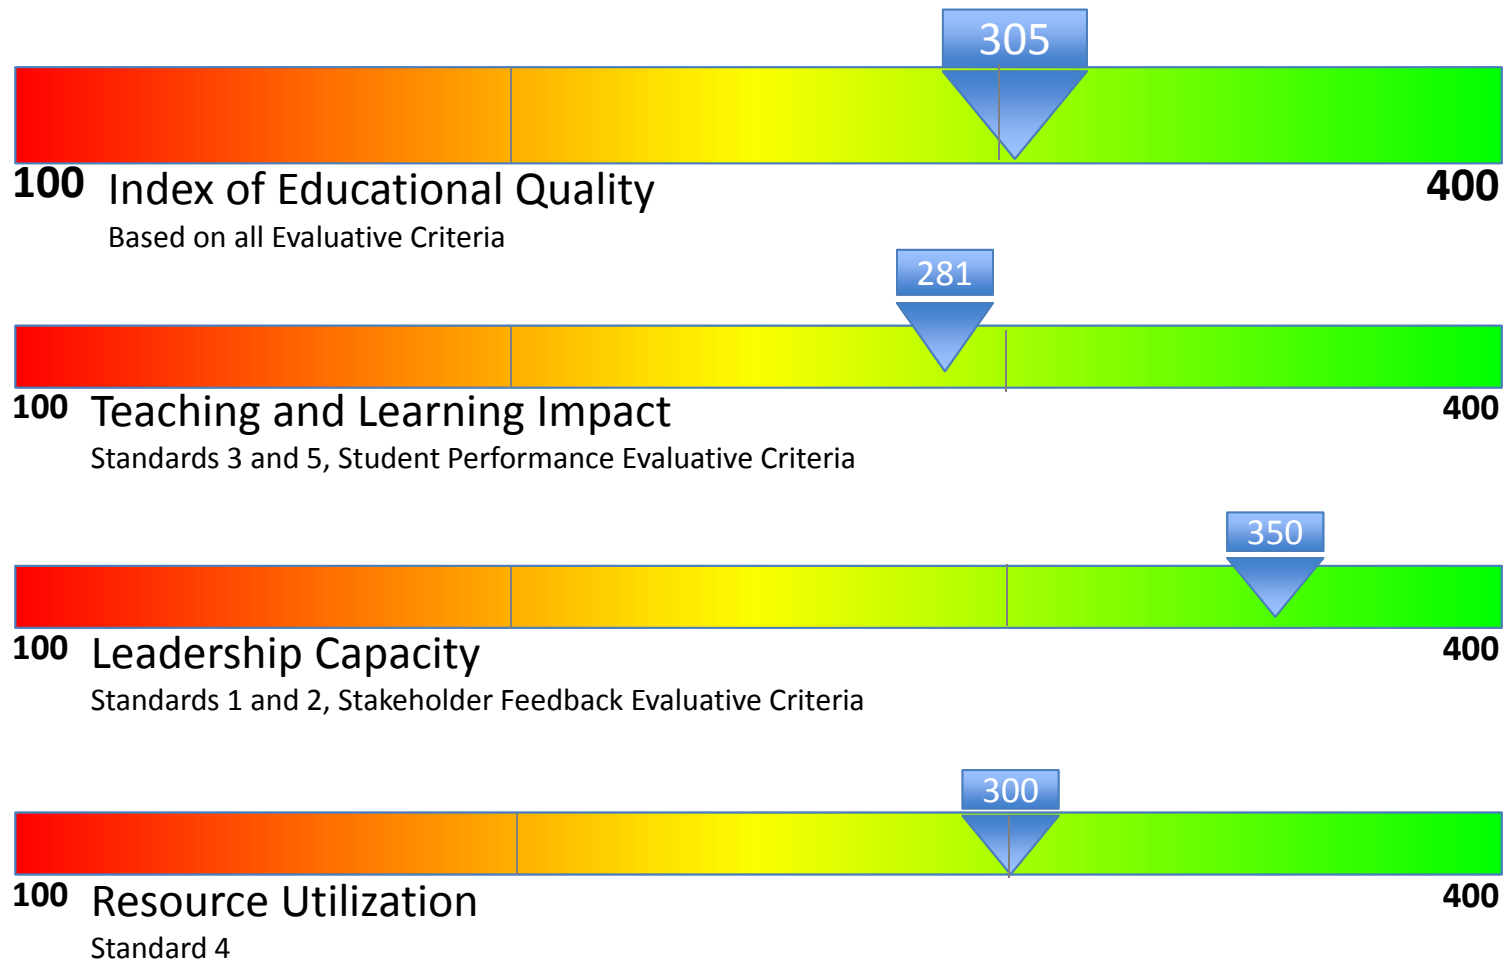 305
100 Index of Educational Quality 400
Based on all Evaluative Criteria
281
100 Teaching and Learning Impact 400
Standards 3 and 5, Student Performance Evaluative Criteria
350
100 Leadership Capacity 400
Standards 1 and 2, Stakeholder Feedback Evaluative Criteria
300
100 Resource Utilization 400
Standard 4